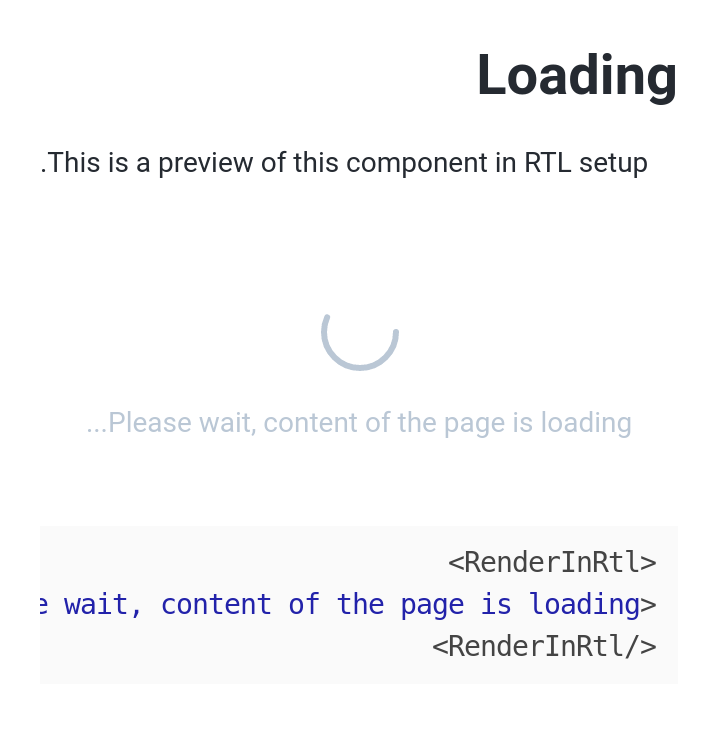 Loading
.This is a preview of this component in RTL setup
...Please wait, content of the page is loading
<RenderInRtl>
wait, content of the page is loading>
<RenderInRtl/>